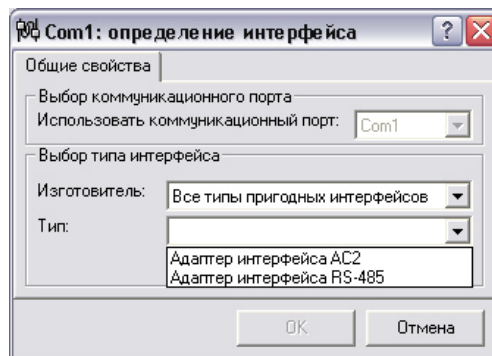 Com1: определение интерфейса
Общие свойства
Выбор коммуникационного порта
Использовать коммуникационный порт: Com1
Выбор типа интерфейса
Изготовитель: Все типы пригодных интерфейсов
Тип:
Адаптер интерфейса АС2
Адаптер интерфейса RS-485
OK Отмена